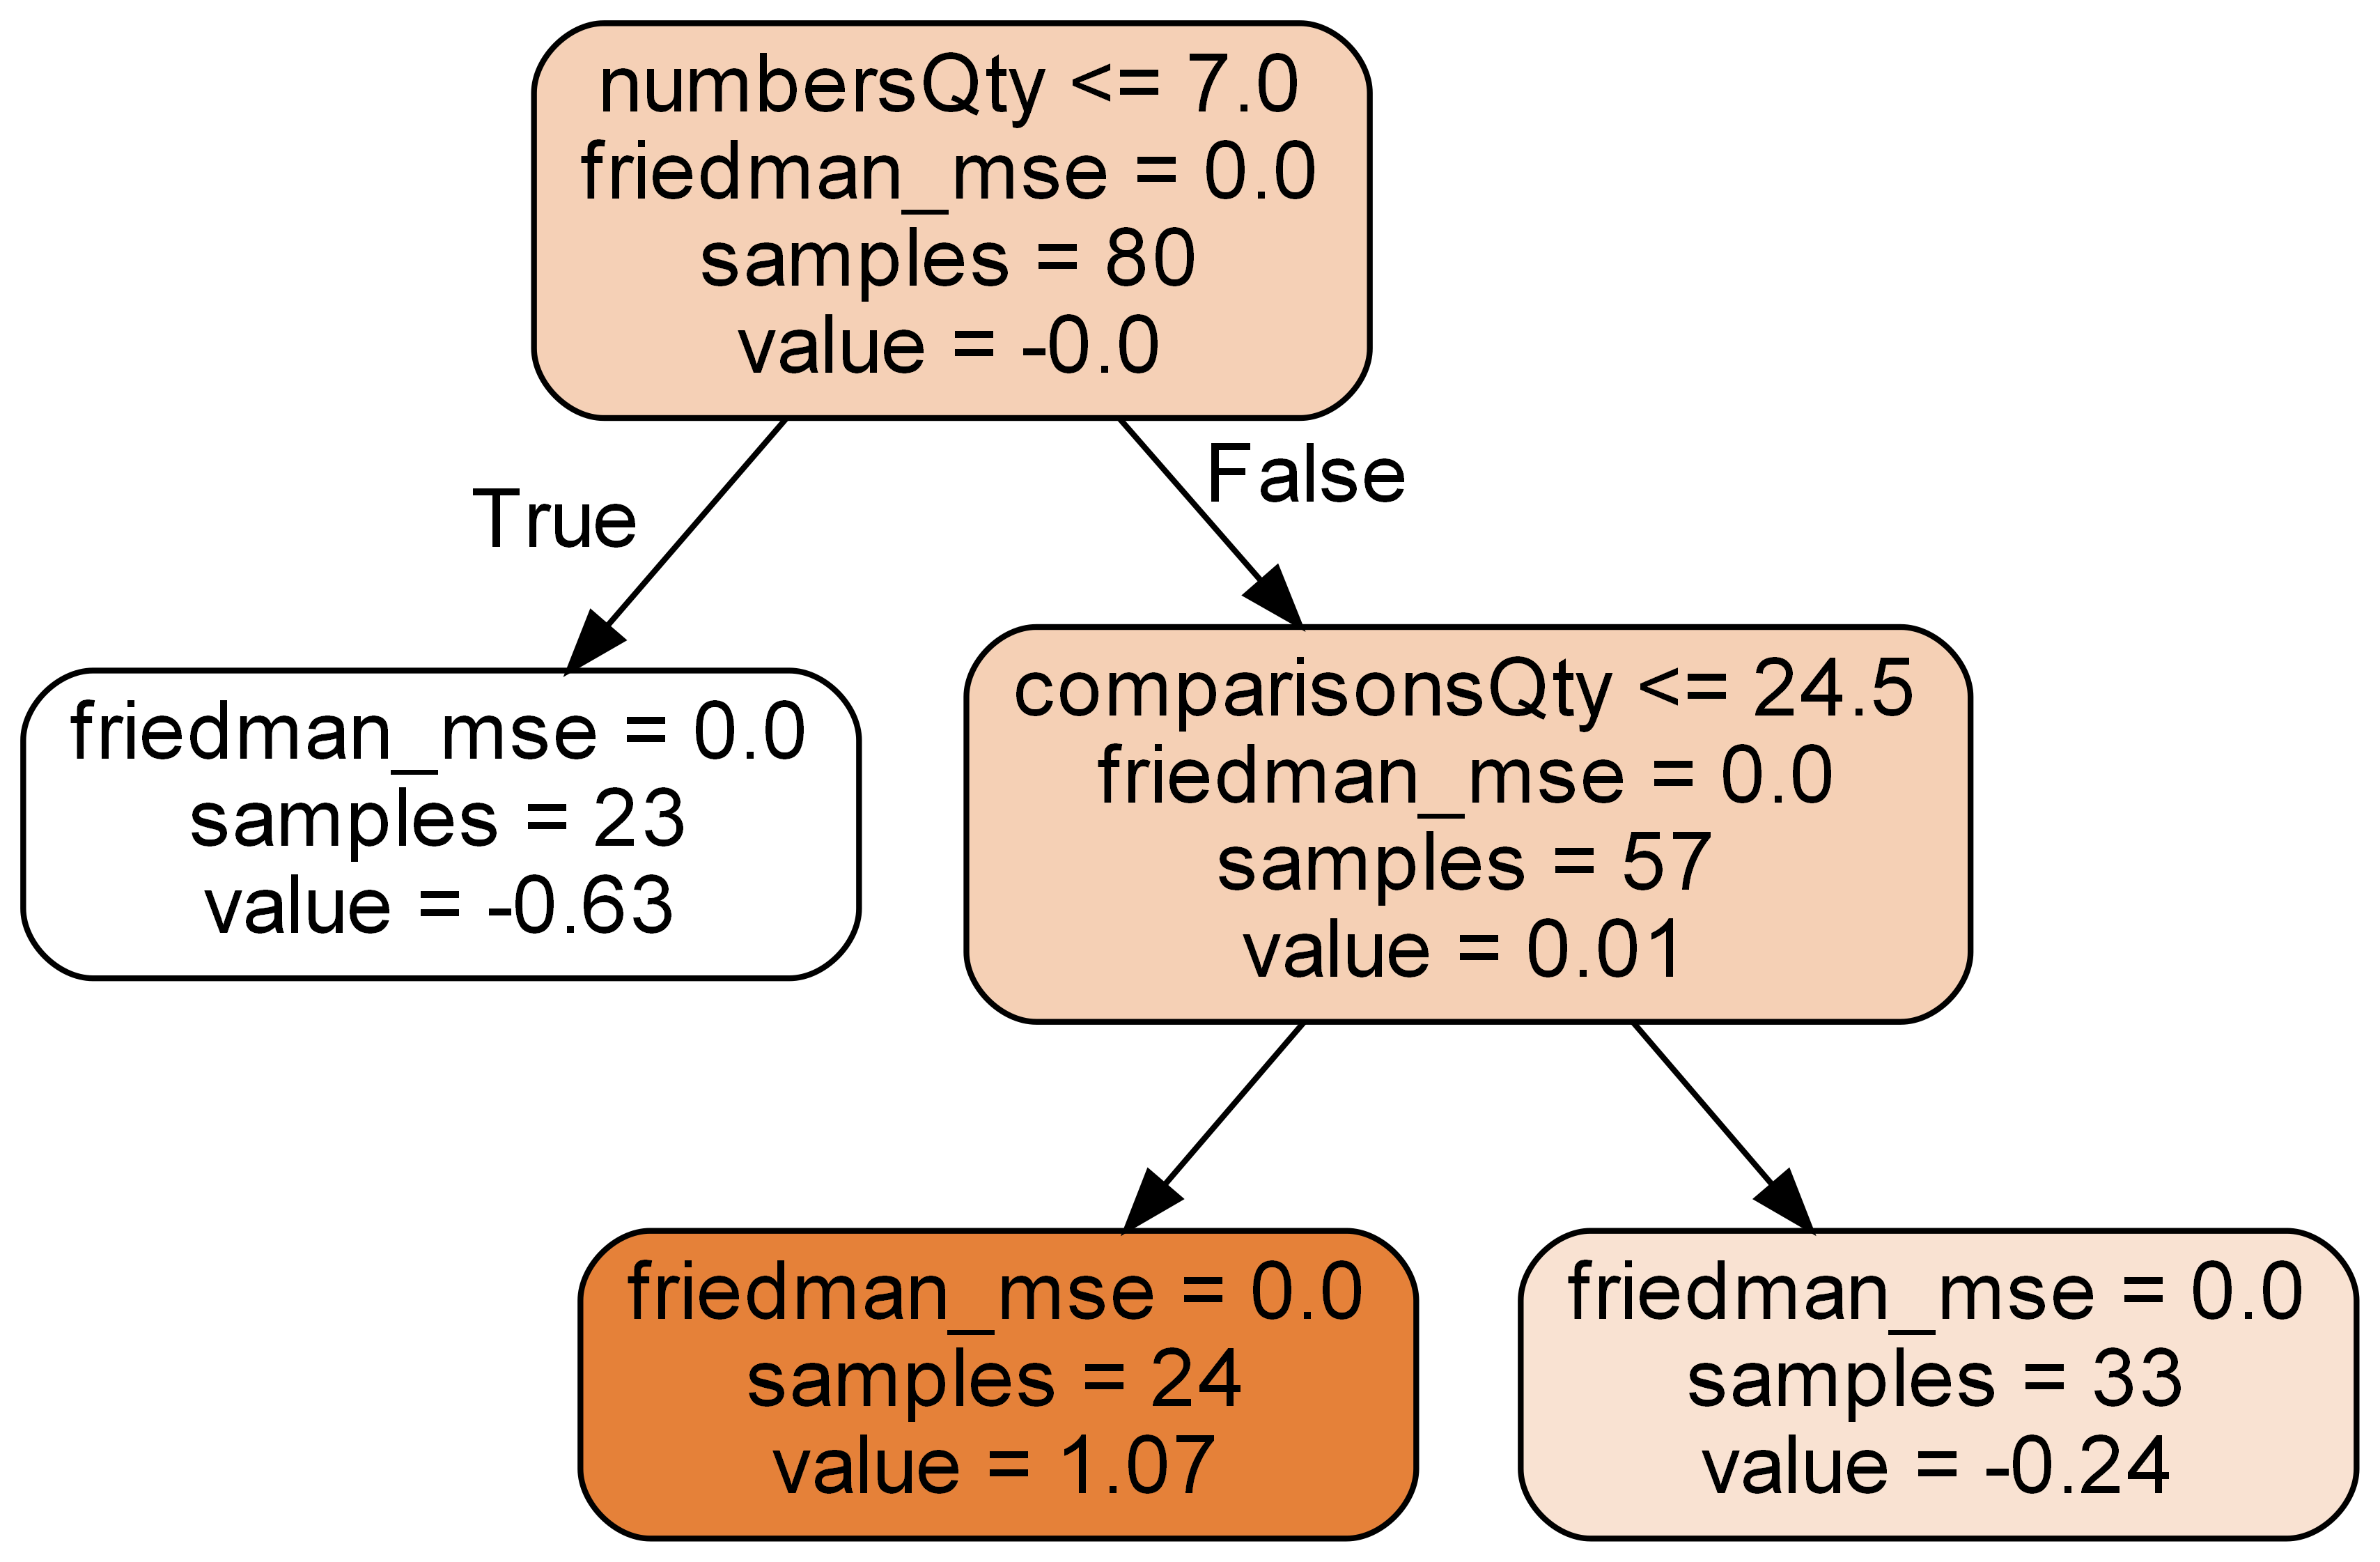 numbersQty <= 7.0
friedman_mse = 0.0
samples = 80
value = -0.0
True
False
friedman_mse = 0.0
samples = 23
value = -0.63
comparisonsQty <= 24.5
friedman_mse = 0.0
samples = 57
value = 0.01
friedman_mse = 0.0
samples = 24
value = 1.07
friedman_mse = 0.0
samples = 33
value = -0.24